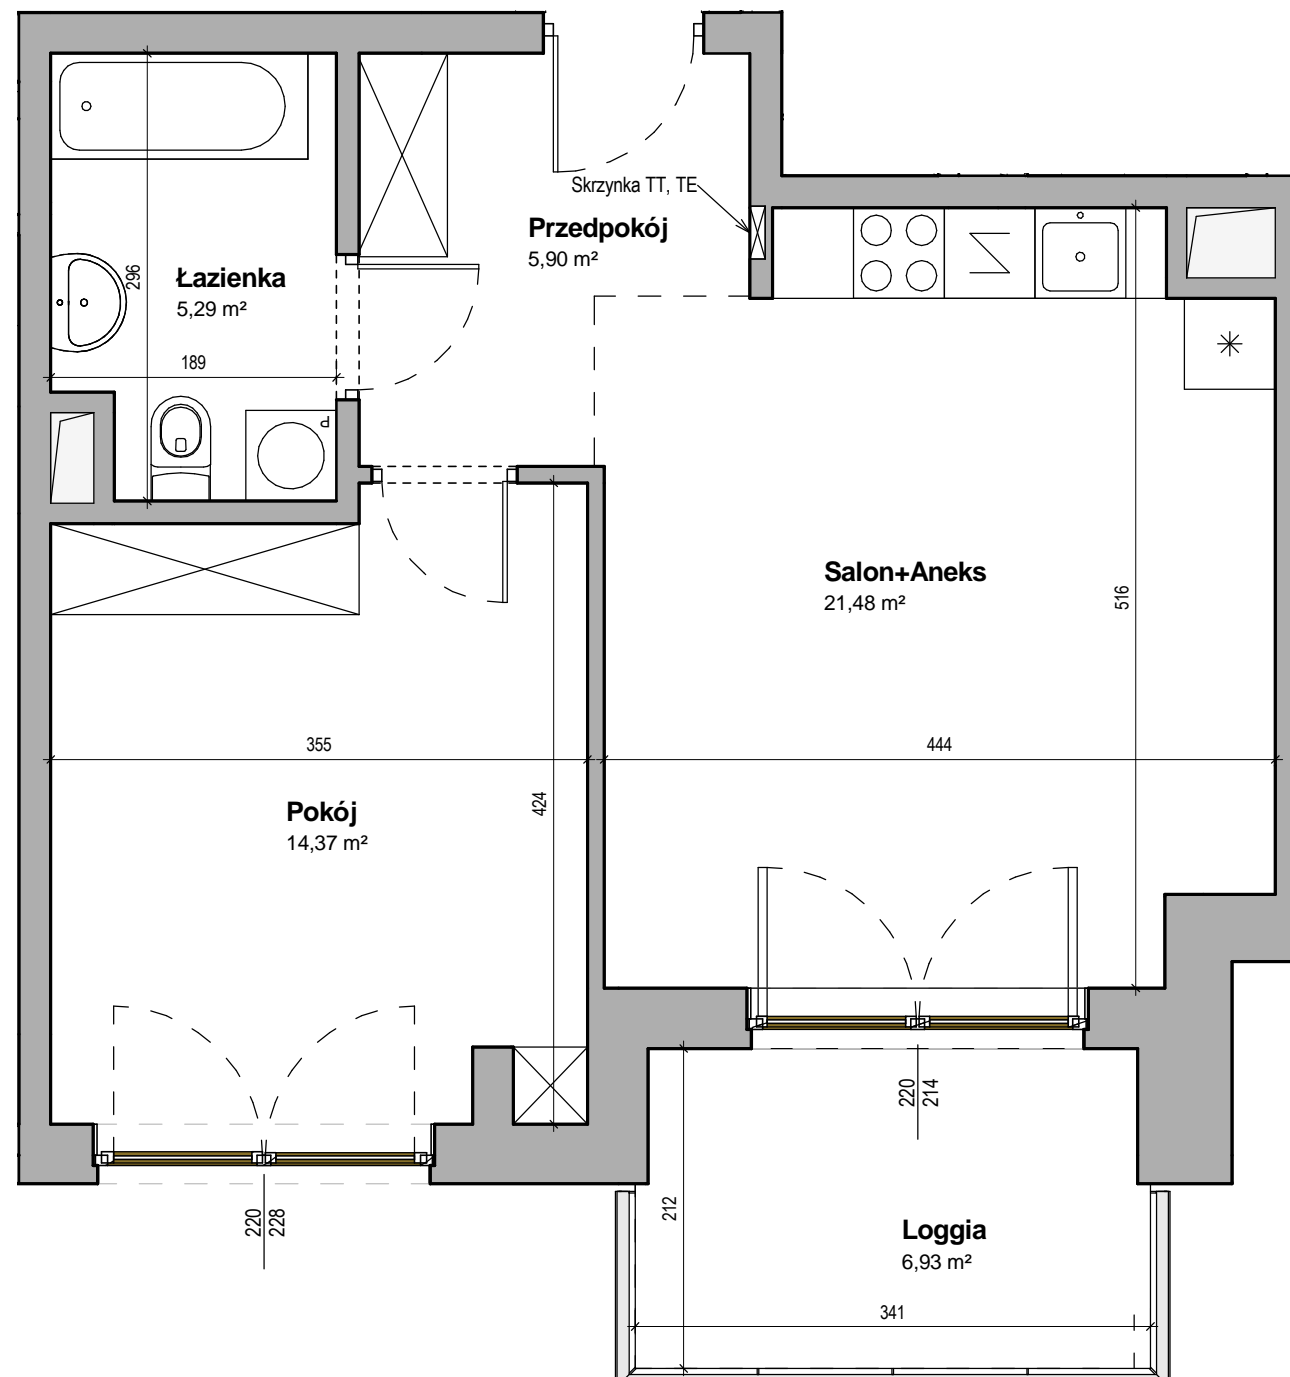 Skrzynka TT, TE
Przedpokój
5,90 m²
Łazienka
5,29 m²
296
189
d
Salon+Aneks
21,48 m²
516
355
444
424
Pokój
14,37 m²
220
214
220
228
212
Loggia
6,93 m²
341